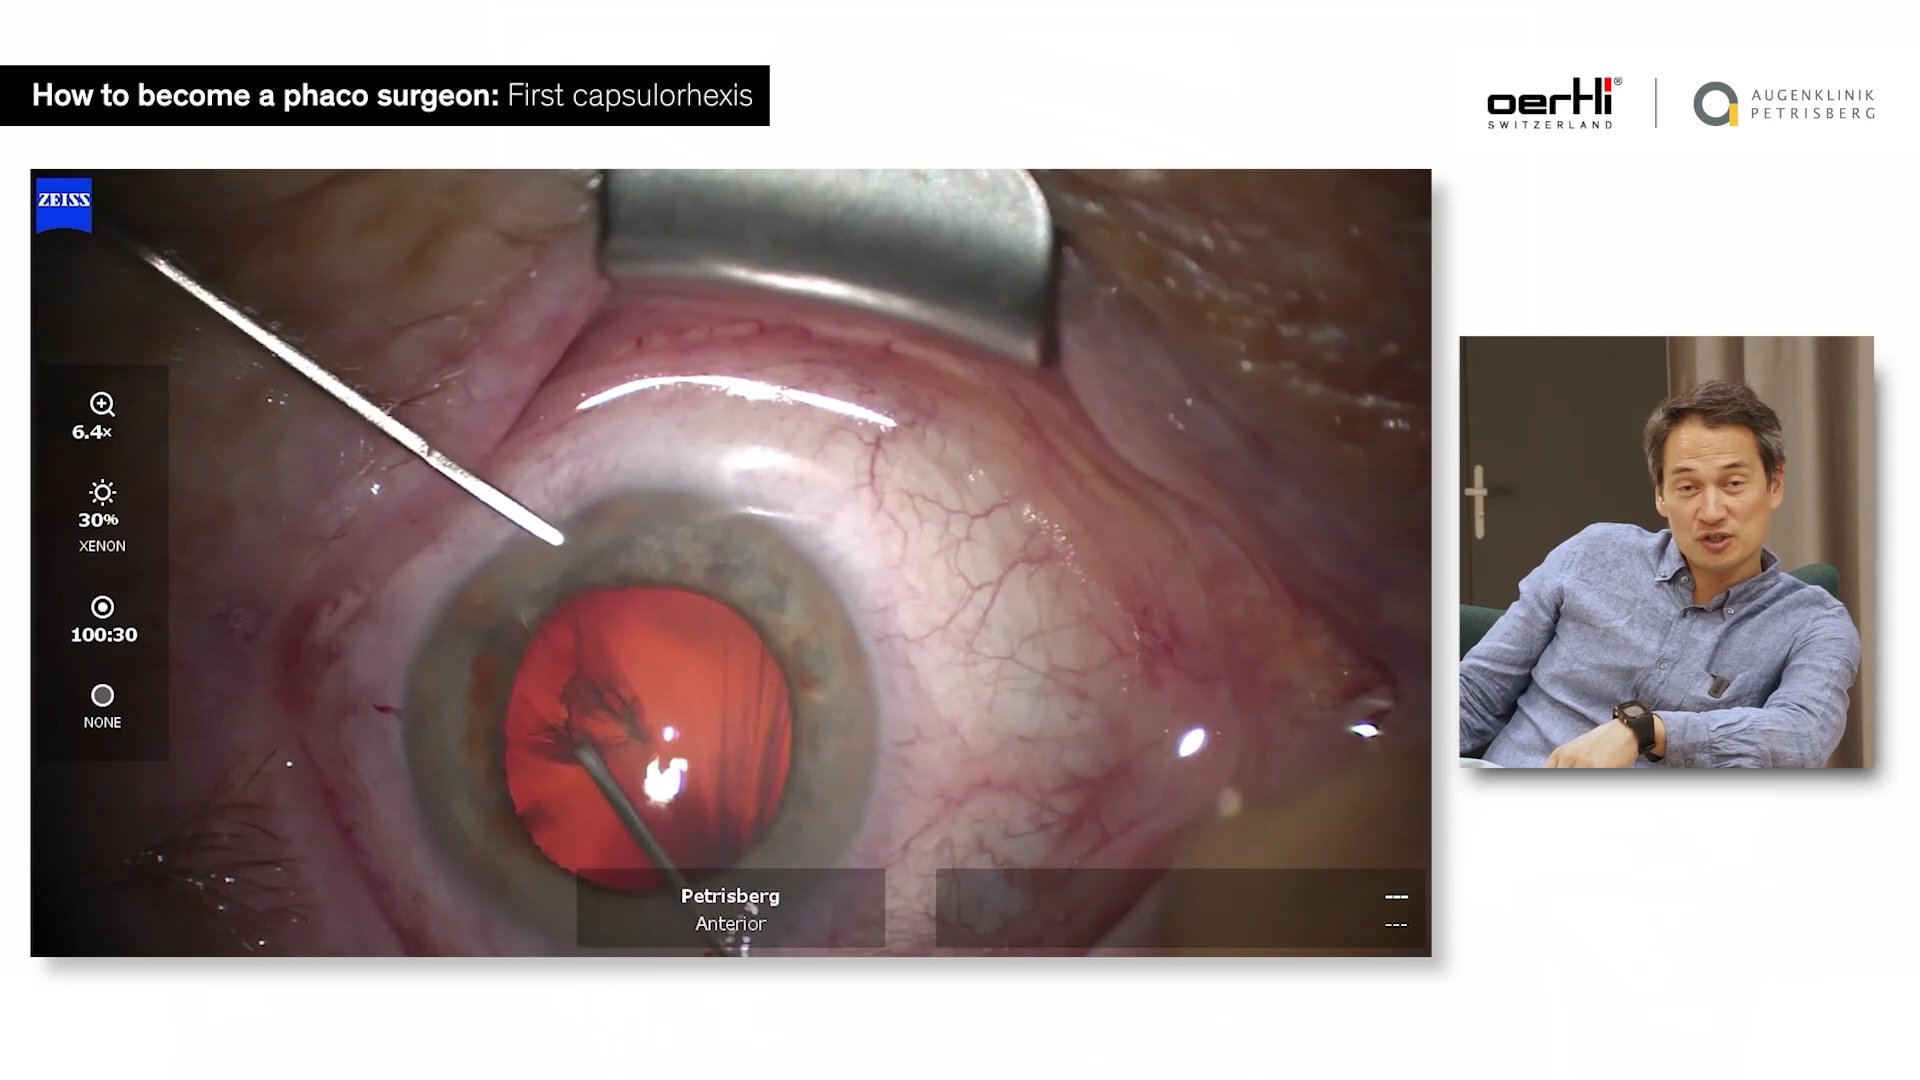 How to become a phaco surgeon: First capsulorhexis
oertli®
SWITZERLAND
AUGENKLINIK
PETRISBERG
ZEISS
6.4×
30%
XENON
100:30
NONE
Petrisberg
Anterior
---
---